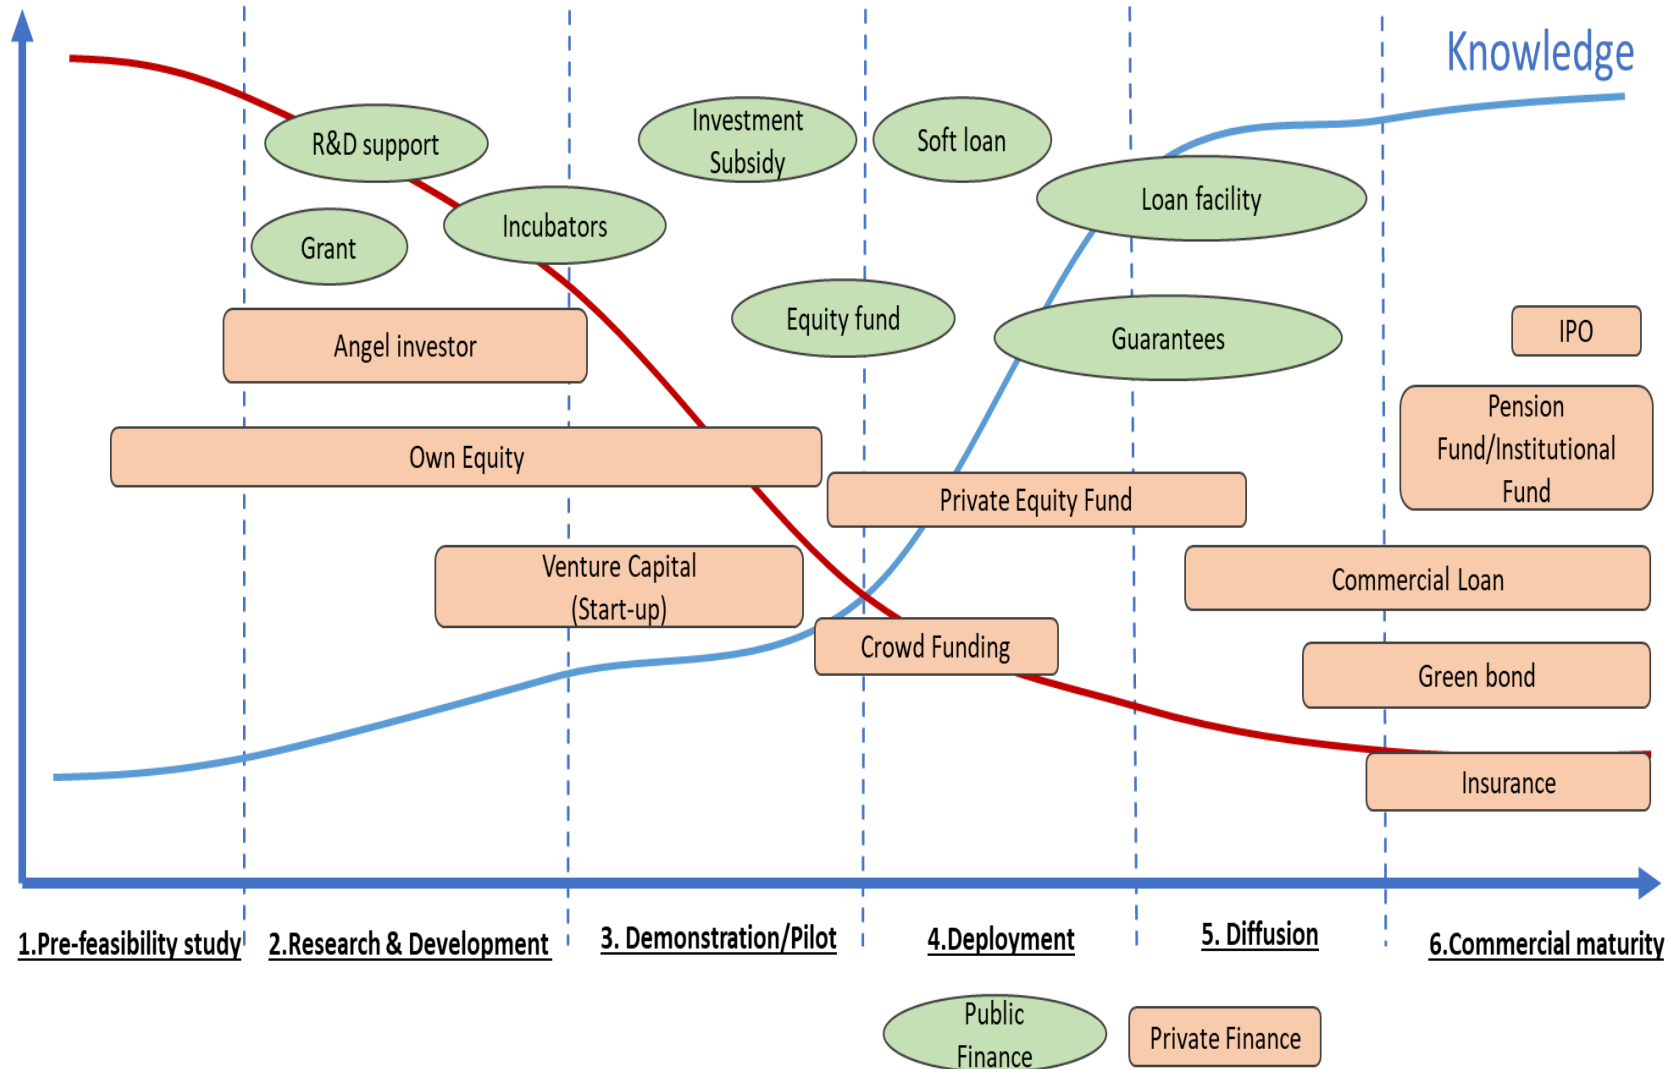 Knowledge
R&D support
Investment
Subsidy
Soft loan
Loan facility
Incubators
Grant
Equity fund
Guarantees
Angel investor
IPO
Own Equity
Pension
Fund/Institutional
Fund
Private Equity Fund
Venture Capital
(Start-up)
Commercial Loan
Crowd Funding
Green bond
Insurance
1.Pre-feasibility study
2.Research & Development
3. Demonstration/Pilot
4.Deployment
5. Diffusion
6.Commercial maturity
Public
Finance
Private Finance